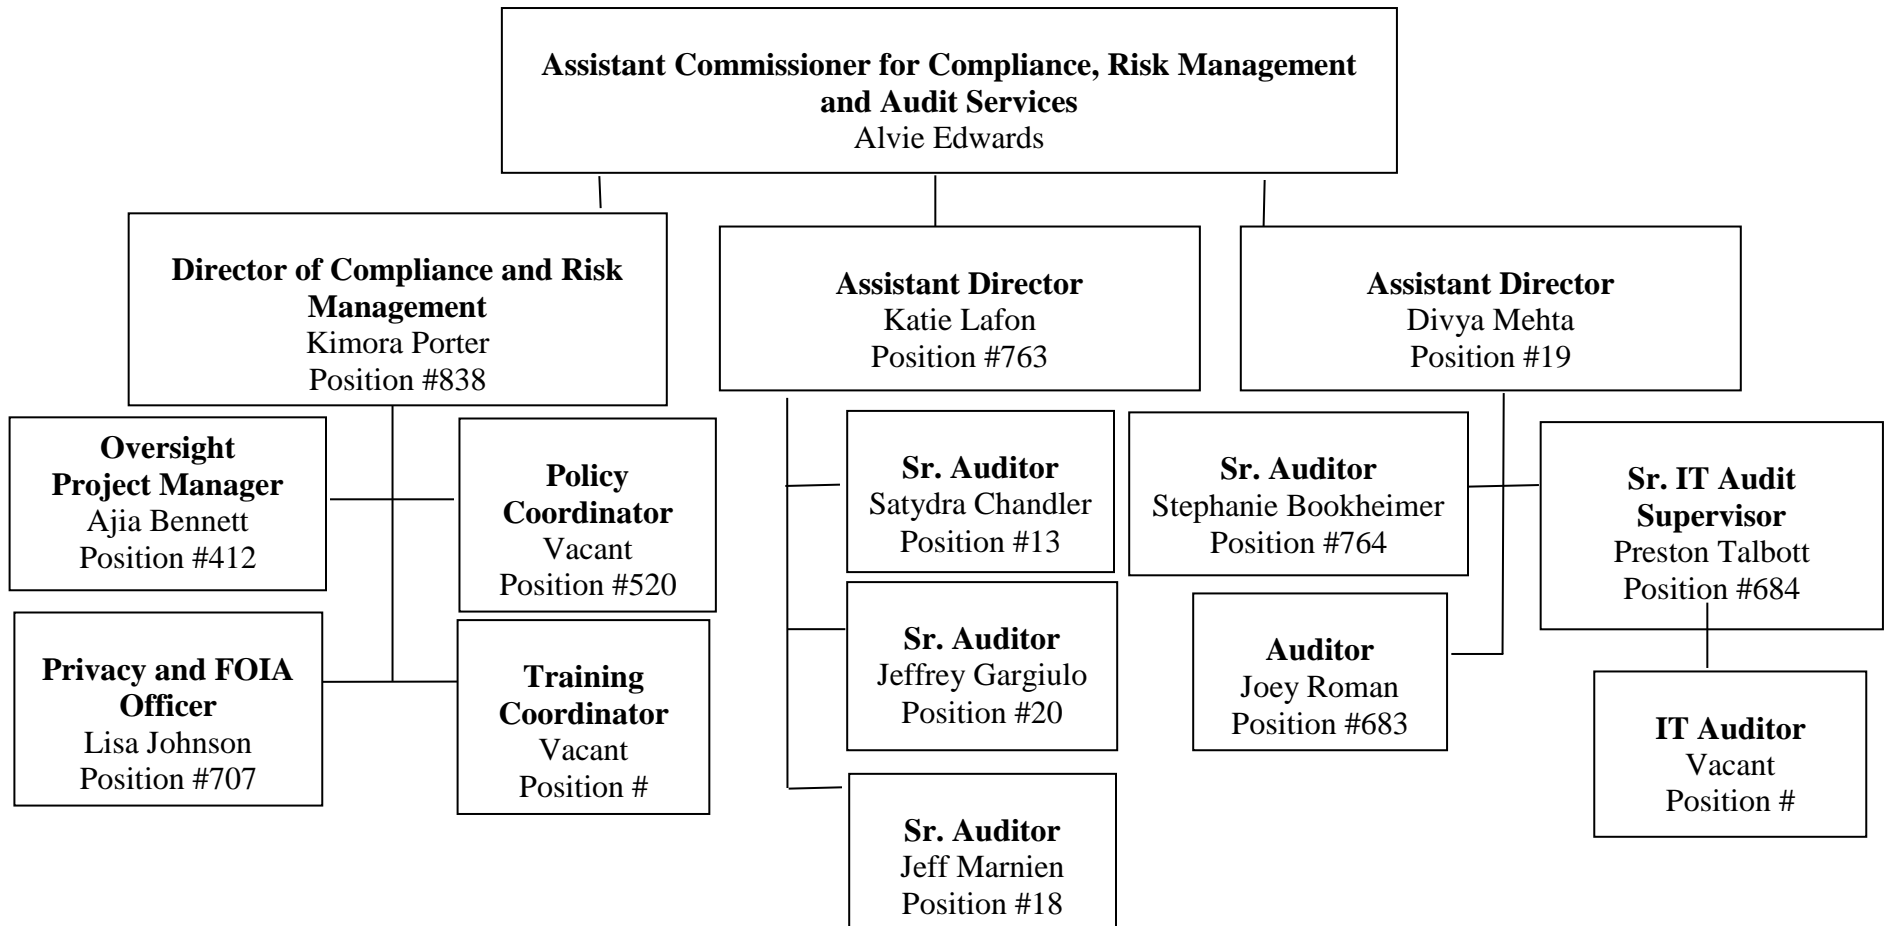 Assistant Commissioner for Compliance, Risk Management
and Audit Services
Alvie Edwards
Director of Compliance and Risk
Management
Kimora Porter
Position #838
Assistant Director
Katie Lafon
Position #763
Assistant Director
Divya Mehta
Position #19
Oversight
Project Manager
Ajia Bennett
Position #412
Policy
Coordinator
Vacant
Position #520
Sr. Auditor
Satydra Chandler
Position #13
Sr. Auditor
Stephanie Bookheimer
Position #764
Sr. IT Audit
Supervisor
Preston Talbott
Position #684
Privacy and FOIA
Officer
Lisa Johnson
Position #707
Training
Coordinator
Vacant
Position #
Sr. Auditor
Jeffrey Gargiulo
Position #20
Auditor
Joey Roman
Position #683
IT Auditor
Vacant
Position #
Sr. Auditor
Jeff Marnien
Position #18